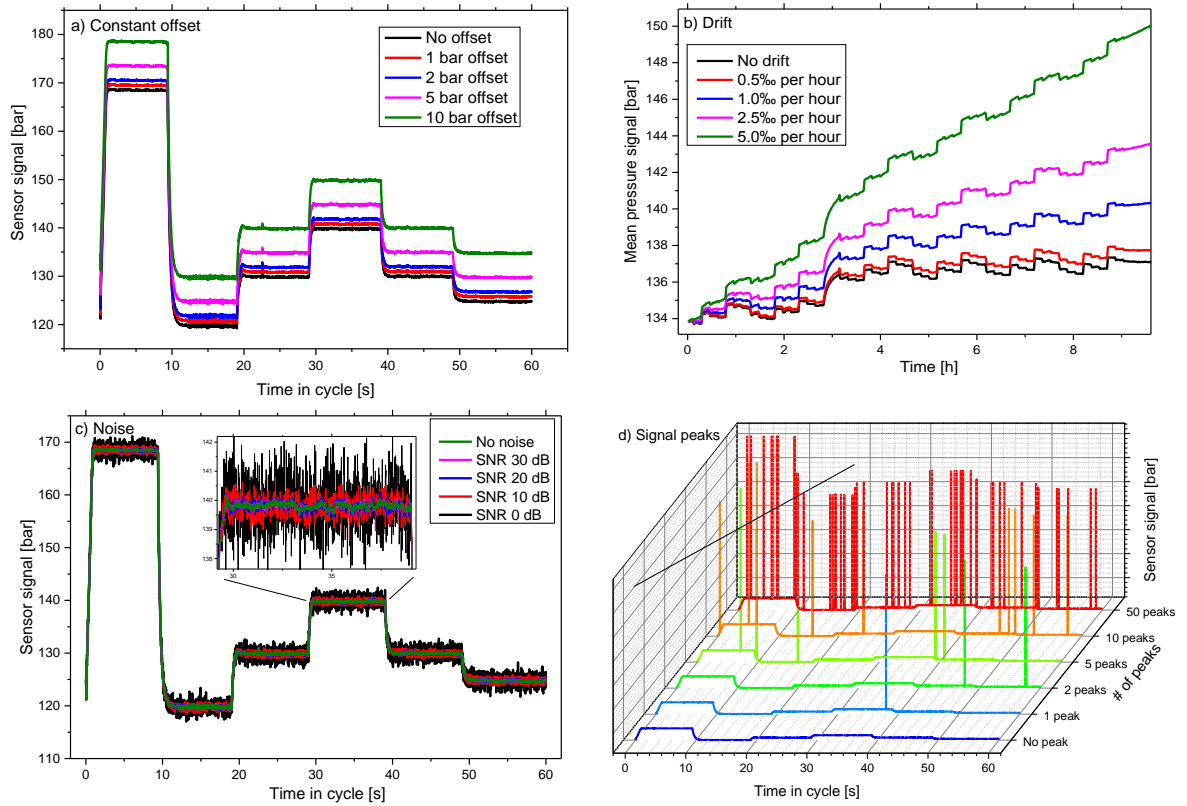 a) Constant offset
No offset
1 bar offset
2 bar offset
5 bar offset
10 bar offset
Sensor signal [bar]
180
170
160
150
140
130
120
0 10 20 30 40 50 60
Time in cycle [s]
b) Drift
No drift
0.5‰ per hour
1.0‰ per hour
2.5‰ per hour
5.0‰ per hour
Mean pressure signal [bar]
150
148
146
143
140
137
134
0 2 4 6 8
Time [h]
c) Noise
No noise
SNR 30 dB
SNR 20 dB
SNR 10 dB
SNR 0 dB
142
141
140
139
138
30 35
Sensor signal [bar]
170
160
150
140
130
120
110
0 10 20 30 40 50 60
Time in cycle [s]
d) Signal peaks
Sensor signal [bar]
50 peaks
10 peaks
5 peaks
2 peaks
1 peak
No peak
# of peaks
0 10 20 30 40 50 60
Time in cycle [s]